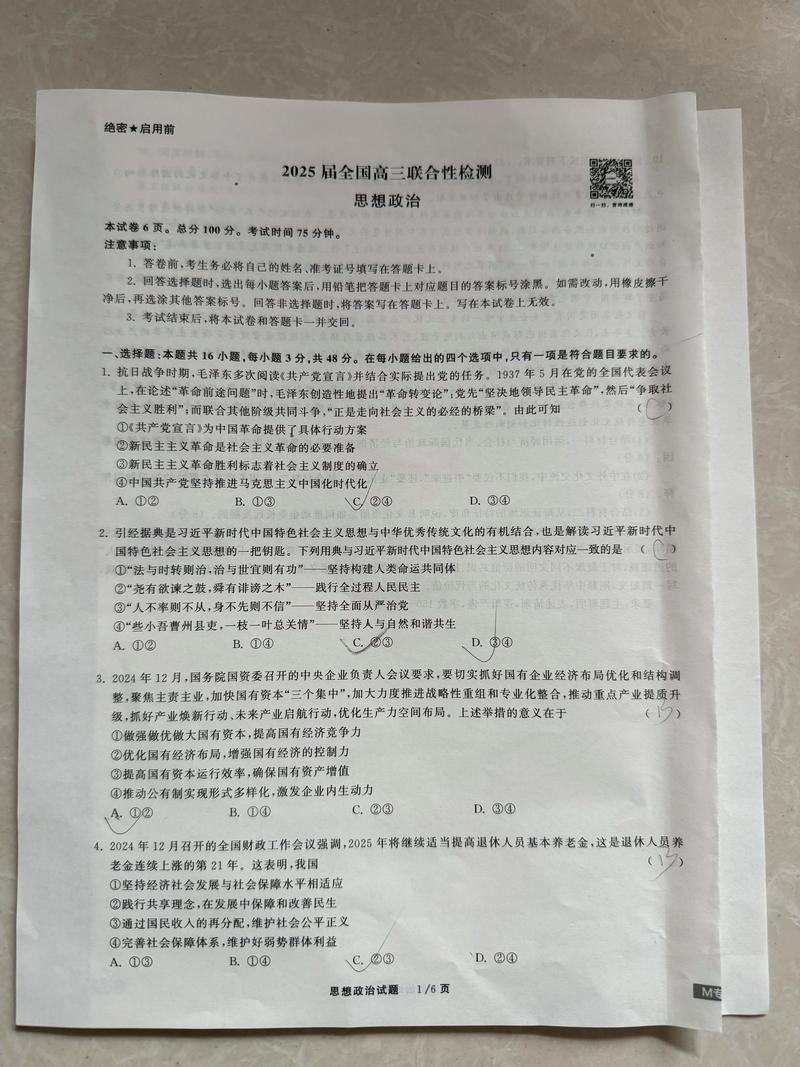 绝密★启用前
2025 届全国高三联合性检测
思想政治
扫一扫，查询成绩
本试卷 6 页。总分 100 分。考试时间 75 分钟。
注意事项：
1. 答卷前，考生务必将自己的姓名、准考证号填写在答题卡上。
2. 回答选择题时，选出每小题答案后，用铅笔把答题卡上对应题目的答案标号涂黑。如需改动，用橡皮擦干
净后，再选涂其他答案标号。回答非选择题时，将答案写在答题卡上。写在本试卷上无效。
3. 考试结束后，将本试卷和答题卡一并交回。
一、选择题：本题共 16 小题，每小题 3 分，共 48 分。在每小题给出的四个选项中，只有一项是符合题目要求的。
1. 抗日战争时期，毛泽东多次阅读《共产党宣言》并结合实际提出党的任务。1937 年 5 月在党的全国代表会议
上，在论述“革命前途问题”时，毛泽东创造性地提出“革命转变论”；党先“坚决地领导民主革命”，然后“争取社
会主义胜利”；而联合其他阶级共同斗争，“正是走向社会主义的必经的桥梁”。由此可知 （ C ）
①《共产党宣言》为中国革命提供了具体行动方案
②新民主主义革命是社会主义革命的必要准备
③新民主主义革命胜利标志着社会主义制度的确立
④中国共产党坚持推进马克思主义中国化时代化
A. ①② B. ①③ C. ②④ D. ③④
2. 引经据典是习近平新时代中国特色社会主义思想与中华优秀传统文化的有机结合，也是解读习近平新时代中
国特色社会主义思想的一把钥匙。下列用典与习近平新时代中国特色社会主义思想内容对应一致的是 （ C ）
①“法与时转则治，治与世宜则有功”——坚持构建人类命运共同体
②“尧有欲谏之鼓，舜有诽谤之木”——践行全过程人民民主
③“人不率则不从，身不先则不信”——坚持全面从严治党
④“些小吾曹州县吏，一枝一叶总关情”——坚持人与自然和谐共生
A. ①② B. ①④ C. ②③ D. ③④
3. 2024 年 12 月，国务院国资委召开的中央企业负责人会议要求，要切实抓好国有企业经济布局优化和结构调
整，聚焦主责主业，加快国有资本“三个集中”，加大力度推进战略性重组和专业化整合，推动重点产业提质升
级，抓好产业焕新行动、未来产业启航行动，优化生产力空间布局。上述举措的意义在于 （ B ）
①做强做优做大国有资本，提高国有经济竞争力
②优化国有经济布局，增强国有经济的控制力
③提高国有资本运行效率，确保国有资产增值
④推动公有制实现形式多样化，激发企业内生动力
A. ①② B. ①④ C. ②③ D. ③④
4. 2024 年 12 月召开的全国财政工作会议强调，2025 年将继续适当提高退休人员基本养老金，这是退休人员养
老金连续上涨的第 21 年。这表明，我国 （ B ）
①坚持经济社会发展与社会保障水平相适应
②践行共享理念，在发展中保障和改善民生
③通过国民收入的再分配，维护社会公平正义
④完善社会保障体系，维护好弱势群体利益
A. ①③ B. ①④ C. ②③ D. ②④
思想政治试题 1/6 页
M专